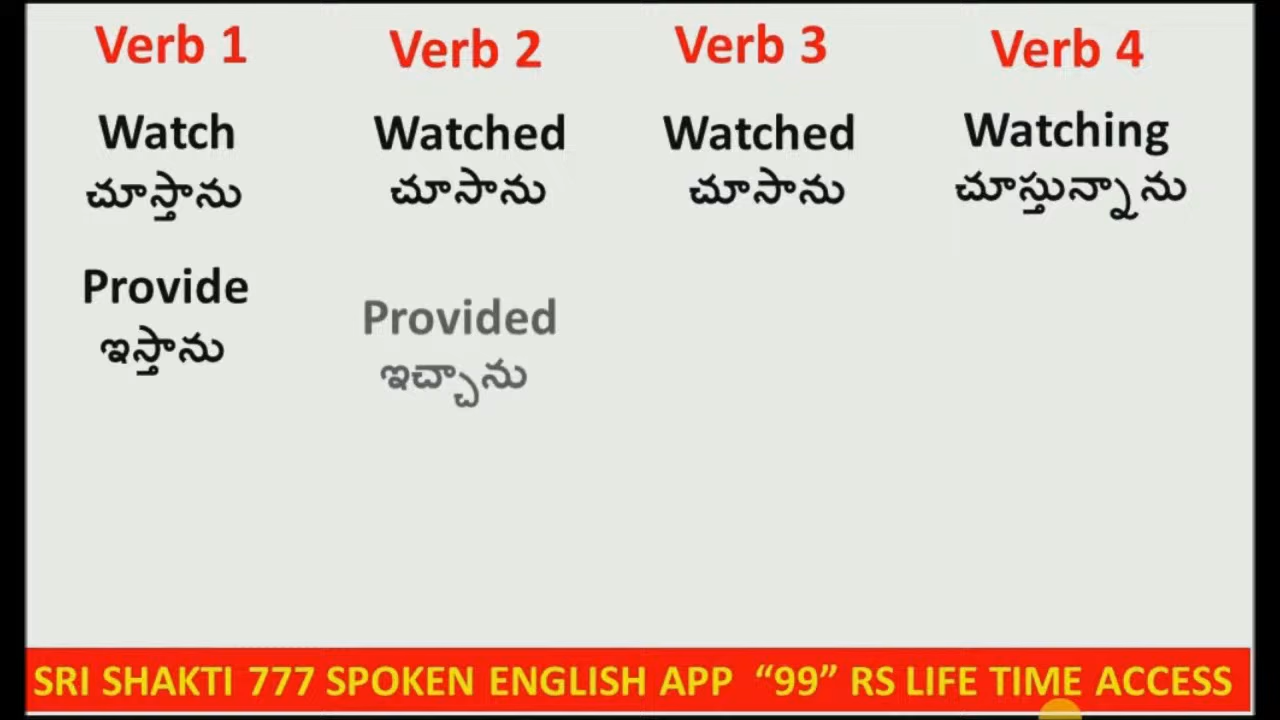 Verb 1 Verb 2 Verb 3 Verb 4
Watch Watched Watched Watching
చూస్తాను చూసాను చూసాను చూస్తున్నాను
Provide Provided
ఇస్తాను ఇచ్చాను
SRI SHAKTI 777 SPOKEN ENGLISH APP “99” RS LIFE TIME ACCESS